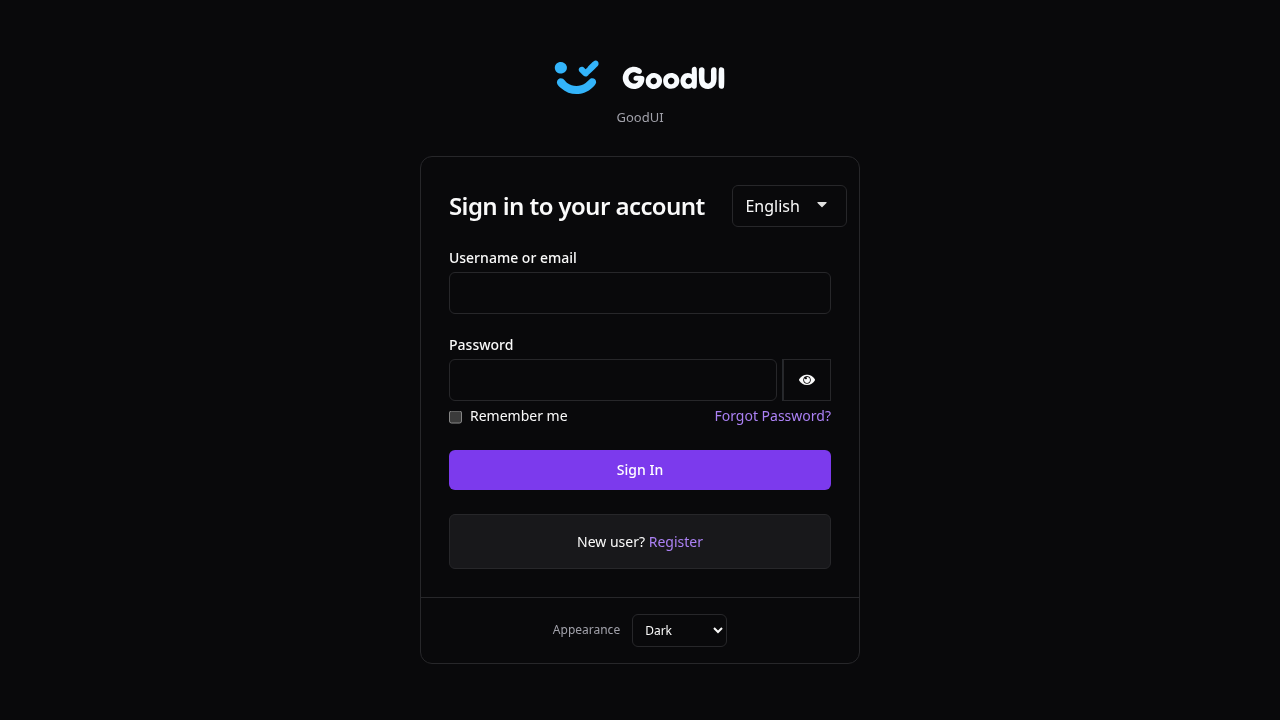 GoodUI
GoodUI
Sign in to your account
English
Username or email
Password
Remember me
Forgot Password?
Sign In
New user? Register
Appearance
Dark